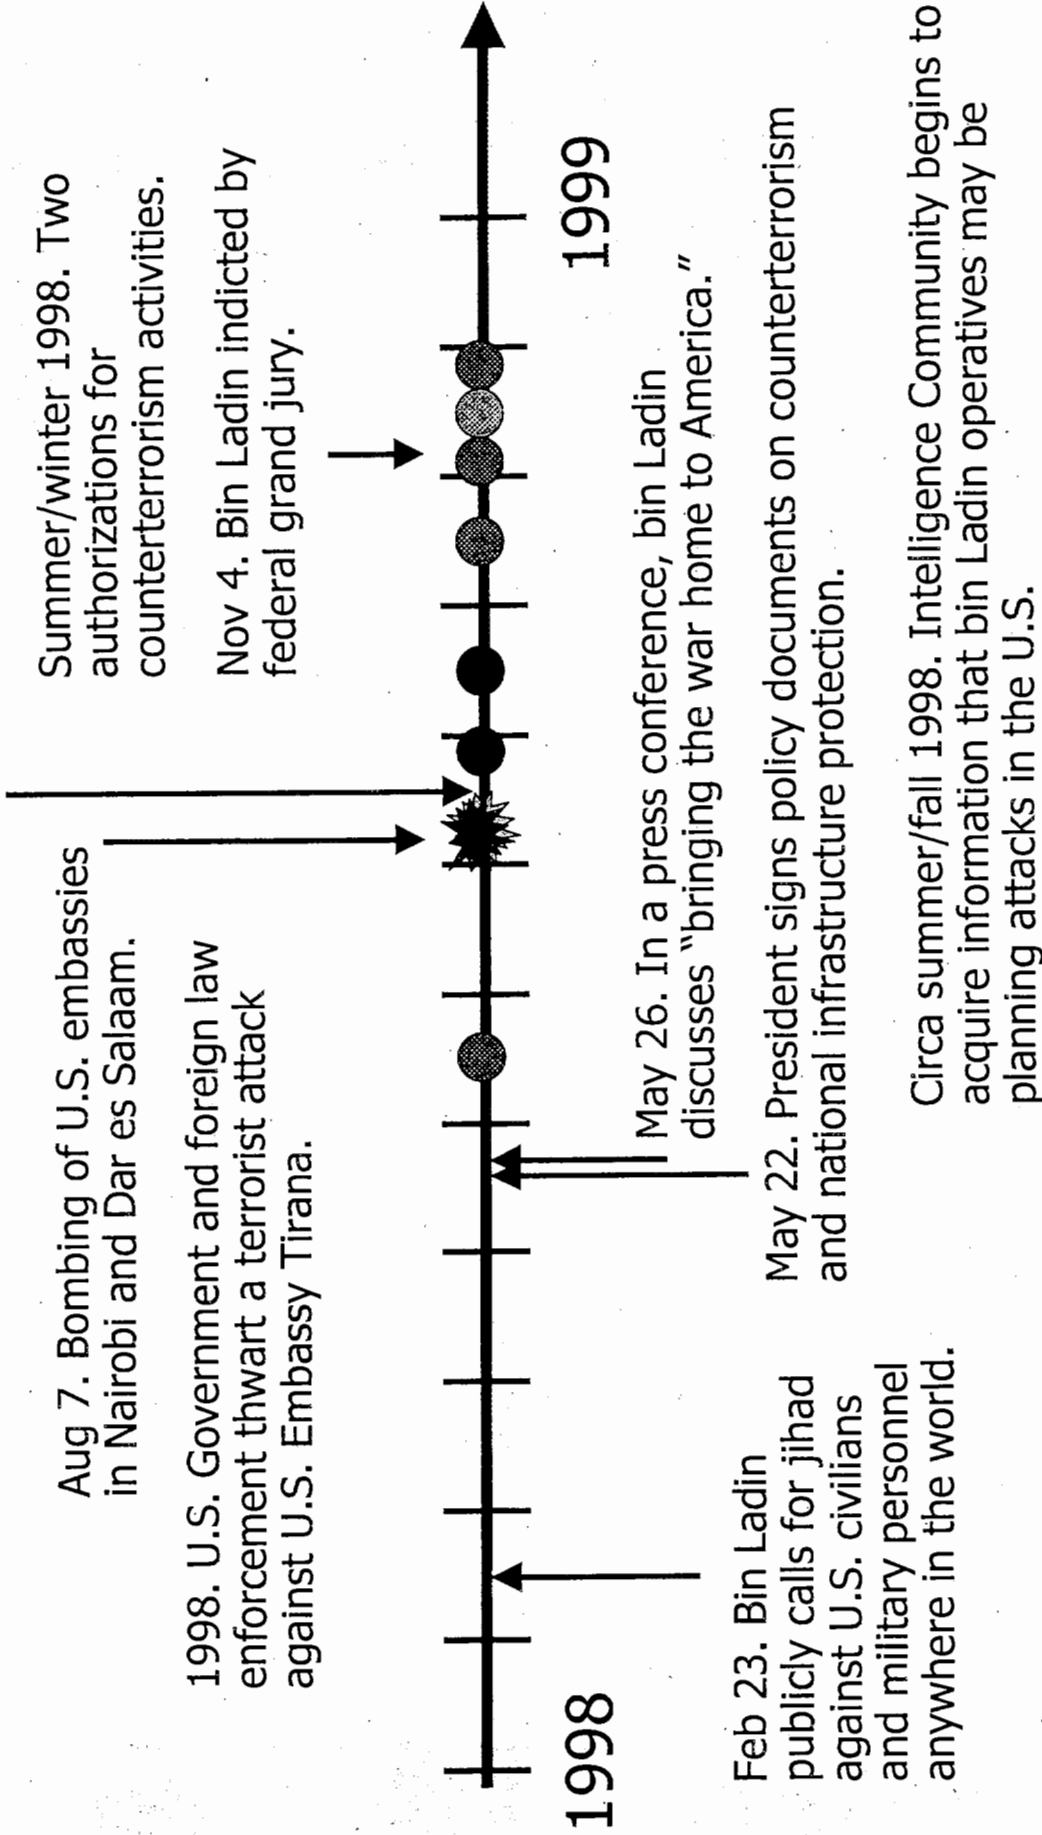 Aug 7. Bombing of U.S. embassies
in Nairobi and Dar es Salaam.
1998. U.S. Government and foreign law
enforcement thwart a terrorist attack
against U.S. Embassy Tirana.
Summer/winter 1998. Two
authorizations for
counterterrorism activities.
Nov 4. Bin Ladin indicted by
federal grand jury.
1998
1999
Feb 23. Bin Ladin
publicly calls for jihad
against U.S. civilians
and military personnel
anywhere in the world.
May 26. In a press conference, bin Ladin
discusses “bringing the war home to America.”
May 22. President signs policy documents on counterterrorism
and national infrastructure protection.
Circa summer/fall 1998. Intelligence Community begins to
acquire information that bin Ladin operatives may be
planning attacks in the U.S.